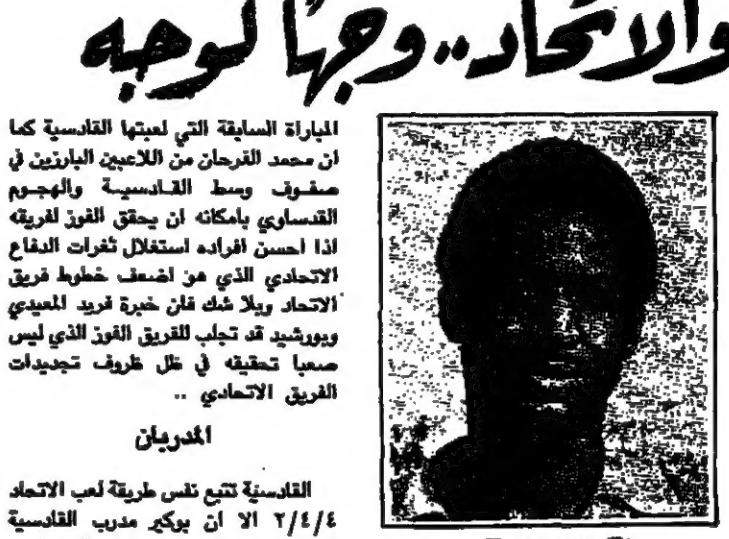 والاتحاد.. وجهًا لوجه
المباراة السابقة التي لعبتها القادسية كما
ان محمد الفرحان من اللاعبين البارزين في
صفوف وسط القادسية والهجوم
القدساوي بامكانه ان يحقق الفوز لفريقه
اذا احسن افراده استغلال ثغرات الدفاع
الاتحادي الذي هو اضعف خطوط فريق
الاتحاد وبلا شك فان خبرة فريد المعيدي
وبورشيد قد تجلب للفريق الفوز الذي ليس
صعبا تحقيقه في ظل ظروف تجديدات
الفريق الاتحادي ..
المدربان
القادسية تتبع نفس طريقة لعب الاتحاد
٢/٤/٤ الا ان بوكير مدرب القادسية